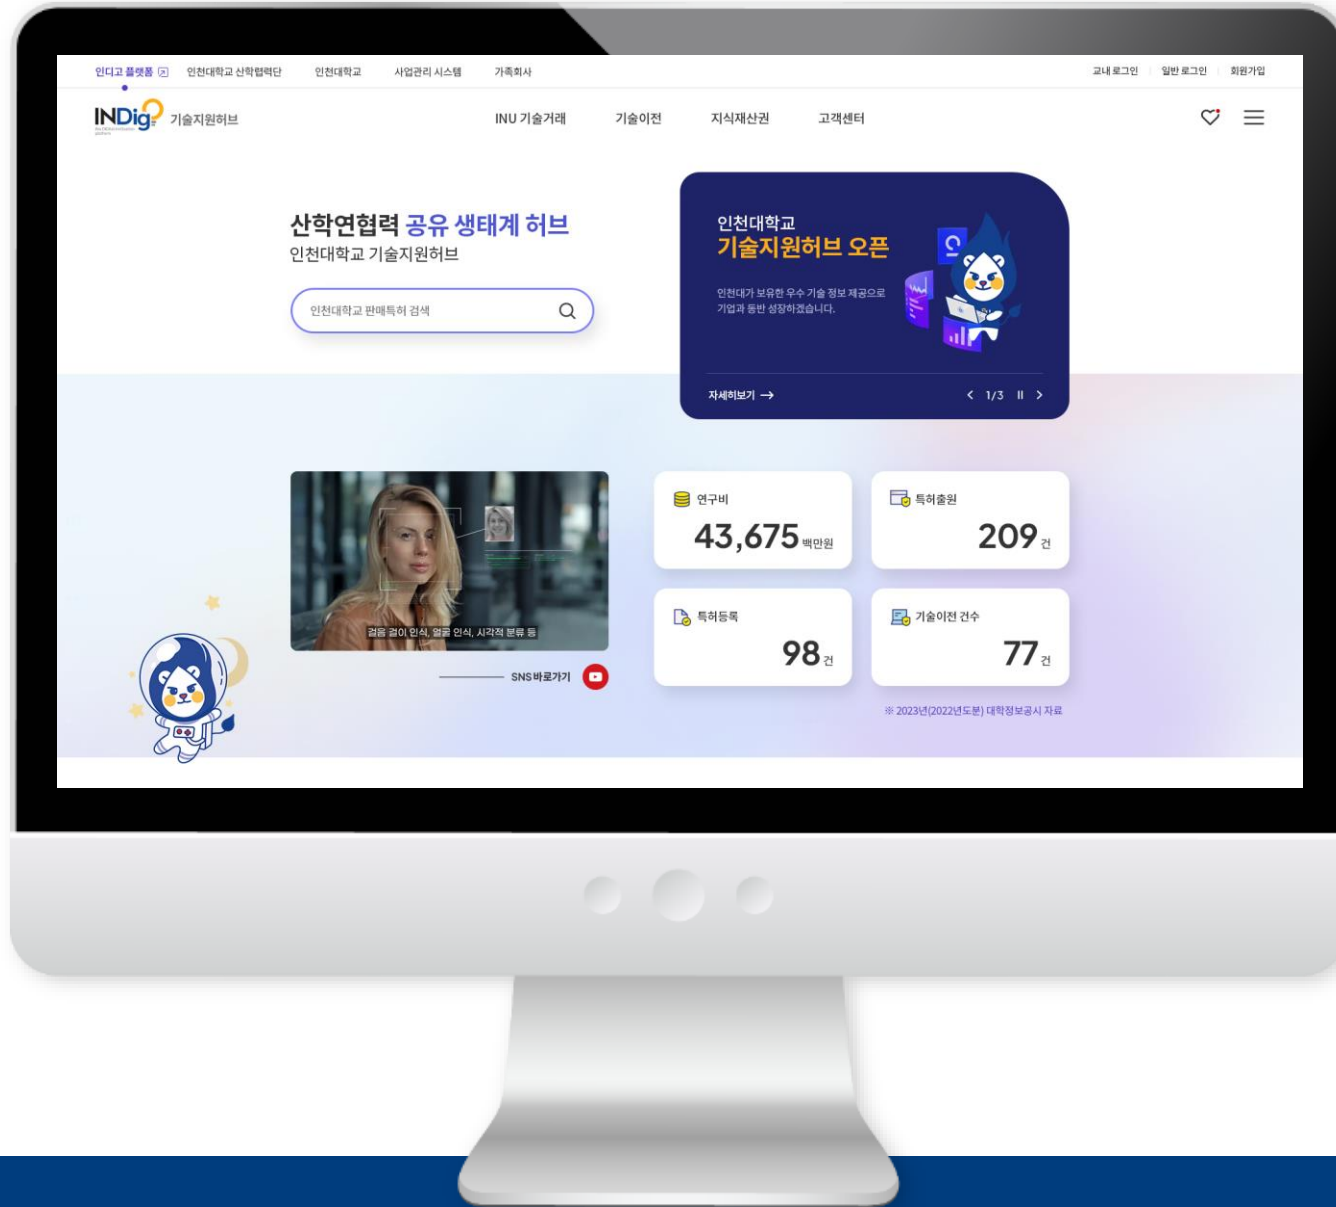 인디고 플랫폼 인천대학교 산학협력단 인천대학교 사업관리 시스템 가족회사 교내 로그인 일반 로그인 회원가입
INDigo 기술지원허브 INU 기술거래 기술이전 지식재산권 고객센터
산학연협력 공유 생태계 허브
인천대학교 기술지원허브
인천대학교 판매특허 검색
인천대학교
기술지원허브 오픈
인천대가 보유한 우수 기술 정보 제공으로
기업과 동반 성장하겠습니다.
자세히보기 → < 1/3 II >
걸음 걸이 인식, 얼굴 인식, 시각적 분류 등
SNS 바로가기
연구비
43,675 백만원
특허출원
209 건
특허등록
98 건
기술이전 건수
77 건
※ 2023년(2022년도분) 대학정보공시 자료